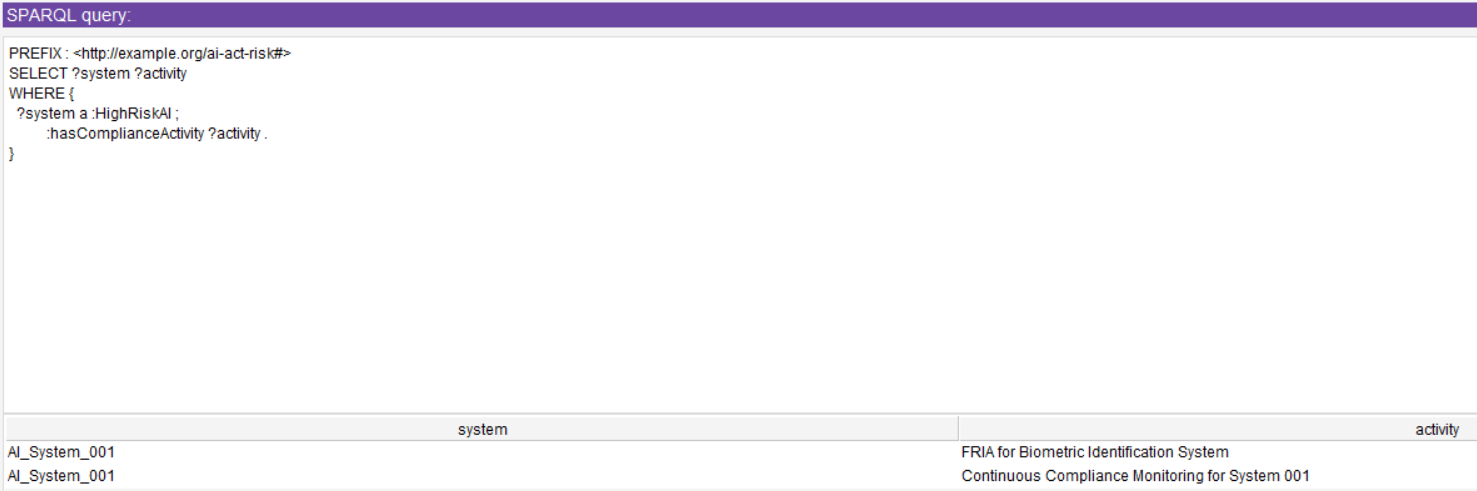 SPARQL query:
PREFIX : <http://example.org/ai-act-risk#>
SELECT ?system ?activity
WHERE {
?system a :HighRiskAI ;
:hasComplianceActivity ?activity .
}
system activity
AI_System_001 FRIA for Biometric Identification System
AI_System_001 Continuous Compliance Monitoring for System 001